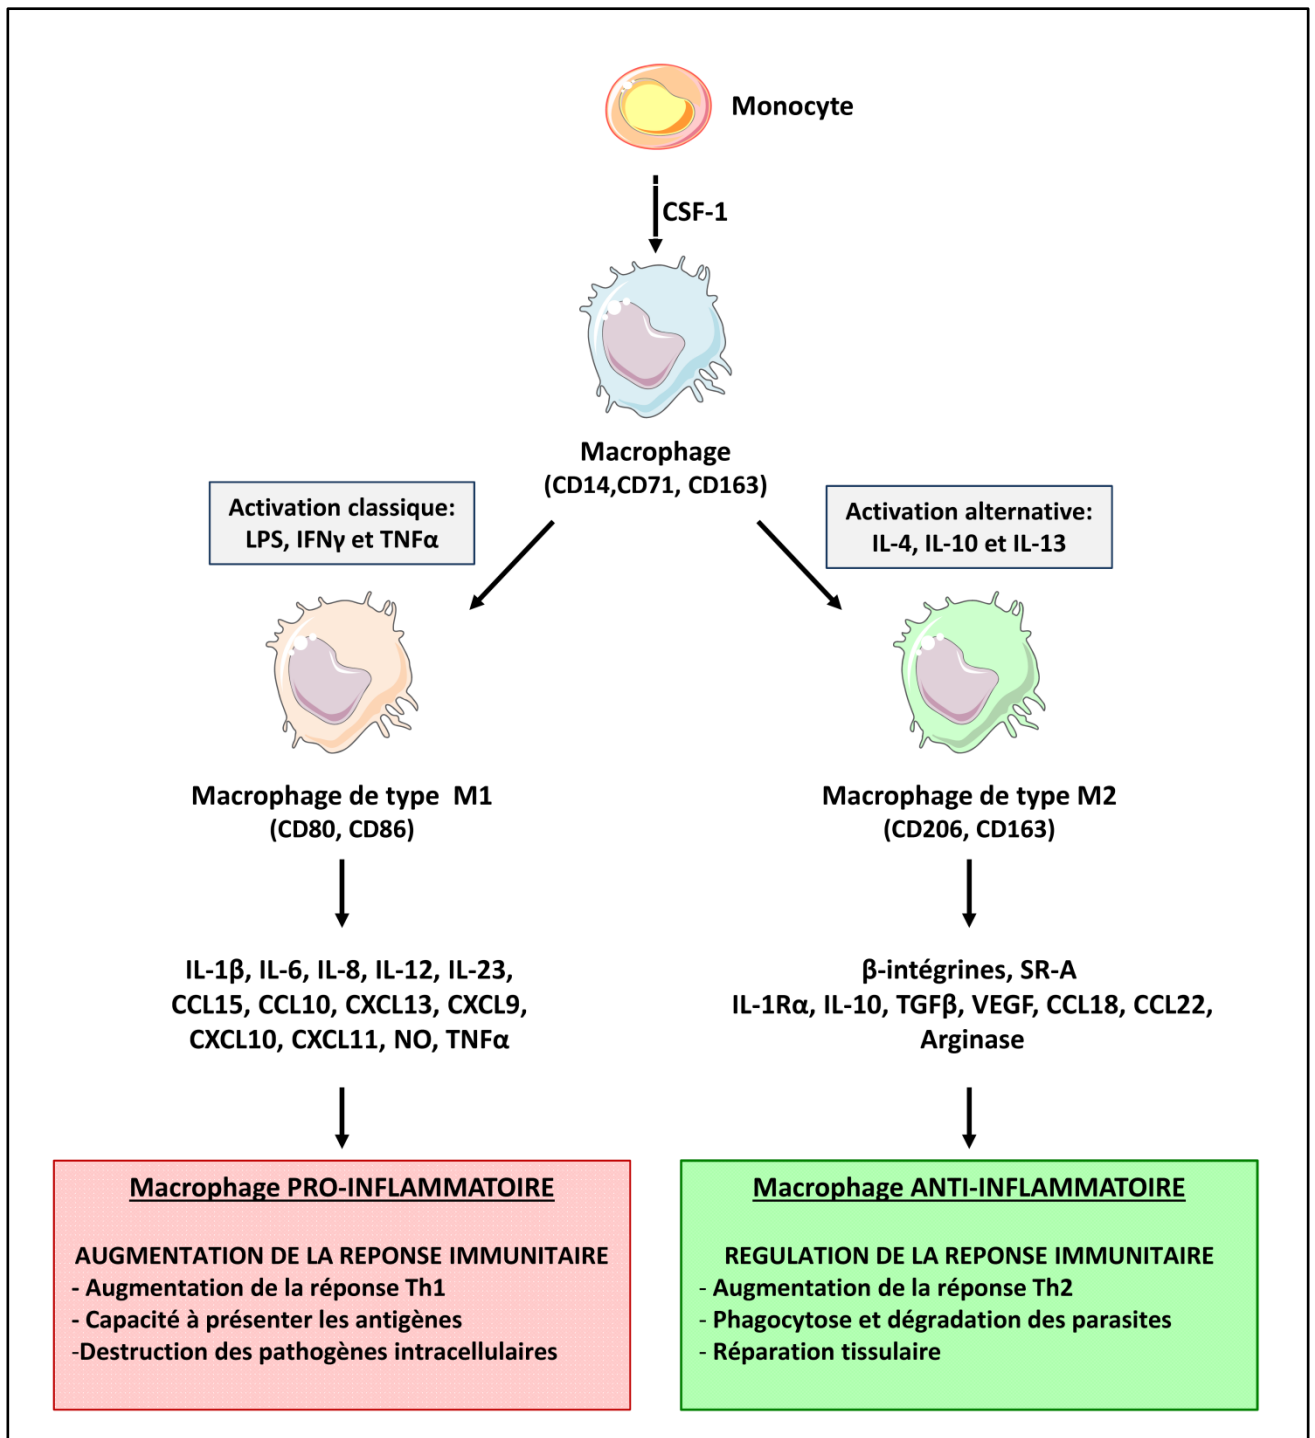 Monocyte
CSF-1
Macrophage
(CD14,CD71, CD163)
Activation classique:
LPS, IFNγ et TNFα
Activation alternative:
IL-4, IL-10 et IL-13
Macrophage de type M1
(CD80, CD86)
Macrophage de type M2
(CD206, CD163)
IL-1β, IL-6, IL-8, IL-12, IL-23,
CCL15, CCL10, CXCL13, CXCL9,
CXCL10, CXCL11, NO, TNFα
β-intégrines, SR-A
IL-1Rα, IL-10, TGFβ, VEGF, CCL18, CCL22,
Arginase
Macrophage PRO-INFLAMMATOIRE
AUGMENTATION DE LA REPONSE IMMUNITAIRE
- Augmentation de la réponse Th1
- Capacité à présenter les antigènes
-Destruction des pathogènes intracellulaires
Macrophage ANTI-INFLAMMATOIRE
REGULATION DE LA REPONSE IMMUNITAIRE
- Augmentation de la réponse Th2
- Phagocytose et dégradation des parasites
- Réparation tissulaire